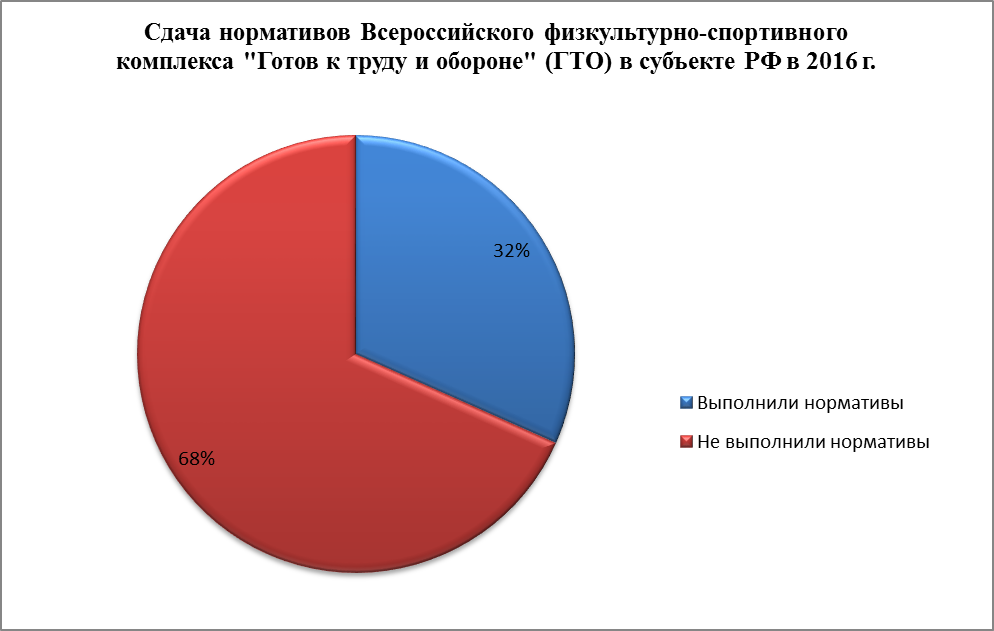 Сдача нормативов Всероссийского физкультурно-спортивного
комплекса "Готов к труду и обороне" (ГТО) в субъекте РФ в 2016 г.
32%
68%
Выполнили нормативы
Не выполнили нормативы